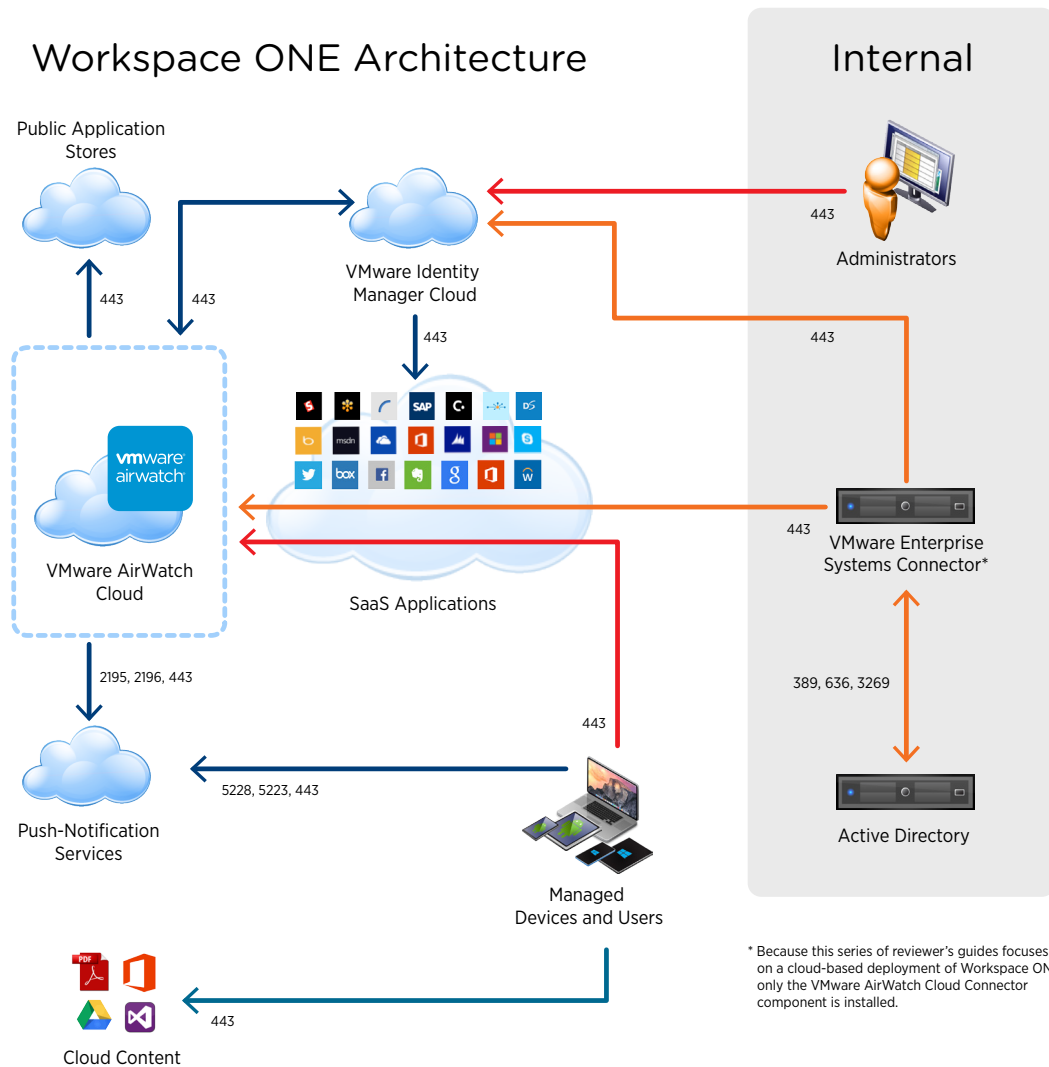 Workspace ONE Architecture
Internal
Public Application
Stores
443
443
VMware Identity
Manager Cloud
443
443
Administrators
443
vmware
airwatch
VMware AirWatch
Cloud
SAP
C·
DS
msdn
box
f
g
w
SaaS Applications
443
VMware Enterprise
Systems Connector*
2195, 2196, 443
389, 636, 3269
443
5228, 5223, 443
Push-Notification
Services
Active Directory
Managed
Devices and Users
PDF
443
Cloud Content
* Because this series of reviewer's guides focuses
on a cloud-based deployment of Workspace ON
only the VMware AirWatch Cloud Connector
component is installed.